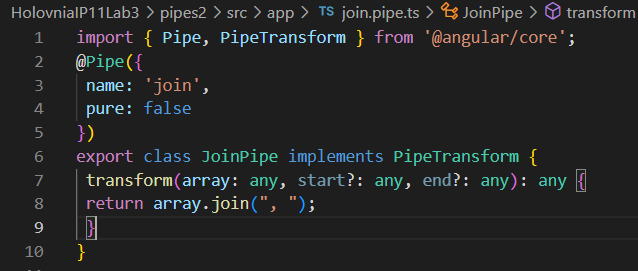 HolovniaIP11Lab3 > pipes2 > src > app > TS join.pipe.ts > JoinPipe > transform
1 import { Pipe, PipeTransform } from '@angular/core';
2 @Pipe({
3 name: 'join',
4 pure: false
5 })
6 export class JoinPipe implements PipeTransform {
7 transform(array: any, start?: any, end?: any): any {
8 return array.join(", ");
9 }
10 }